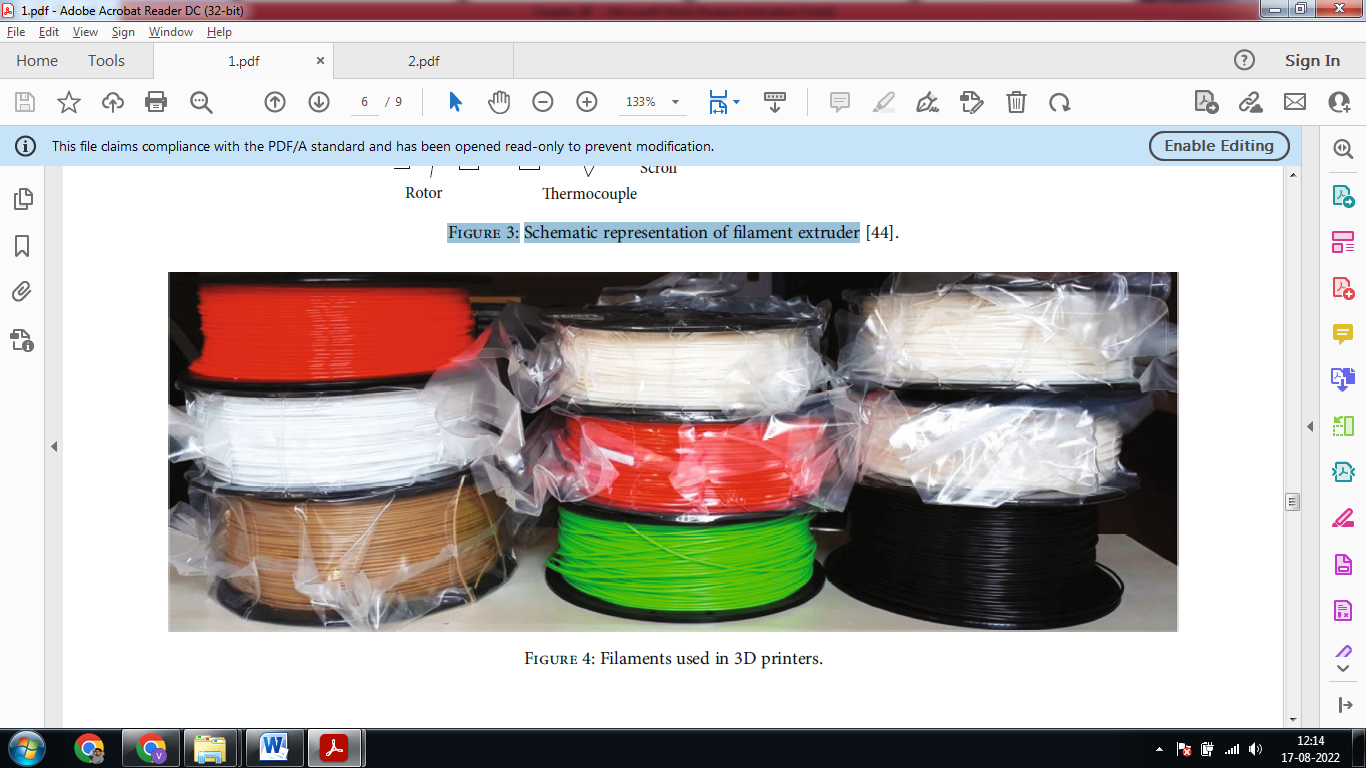 1.pdf - Adobe Acrobat Reader DC (32-bit)
File Edit View Sign Window Help
Home Tools 1.pdf × 2.pdf ? Sign In
6 / 9 133%
This file claims compliance with the PDF/A standard and has been opened read-only to prevent modification. Enable Editing
Scroll
Rotor Thermocouple
FIGURE 3: Schematic representation of filament extruder [44].
FIGURE 4: Filaments used in 3D printers.
12:14
17-08-2022